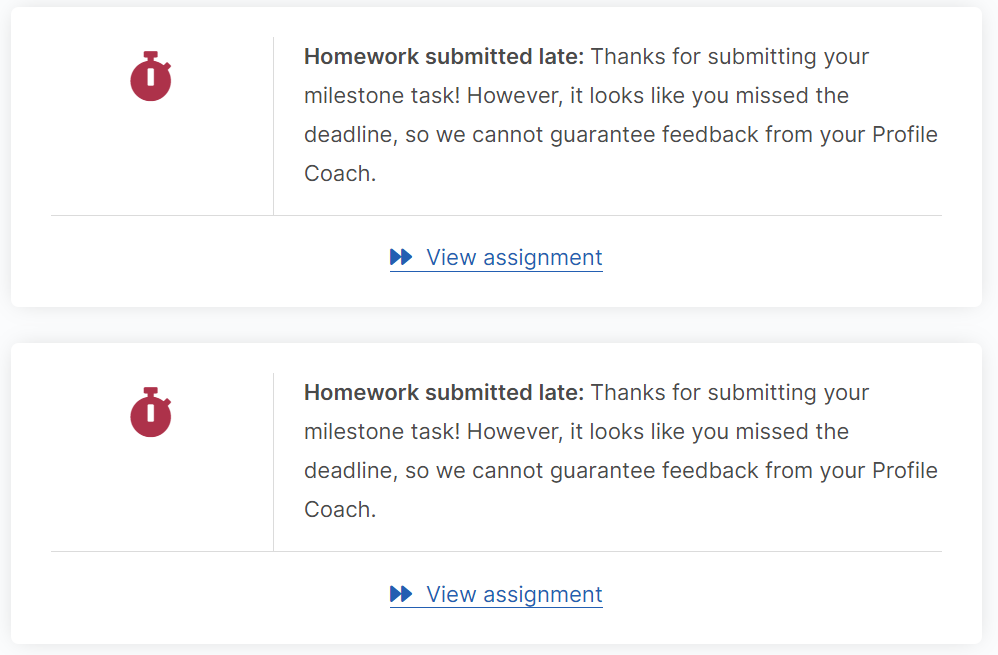 Homework submitted late: Thanks for submitting your
milestone task! However, it looks like you missed the
deadline, so we cannot guarantee feedback from your Profile
Coach.
View assignment
Homework submitted late: Thanks for submitting your
milestone task! However, it looks like you missed the
deadline, so we cannot guarantee feedback from your Profile
Coach.
View assignment